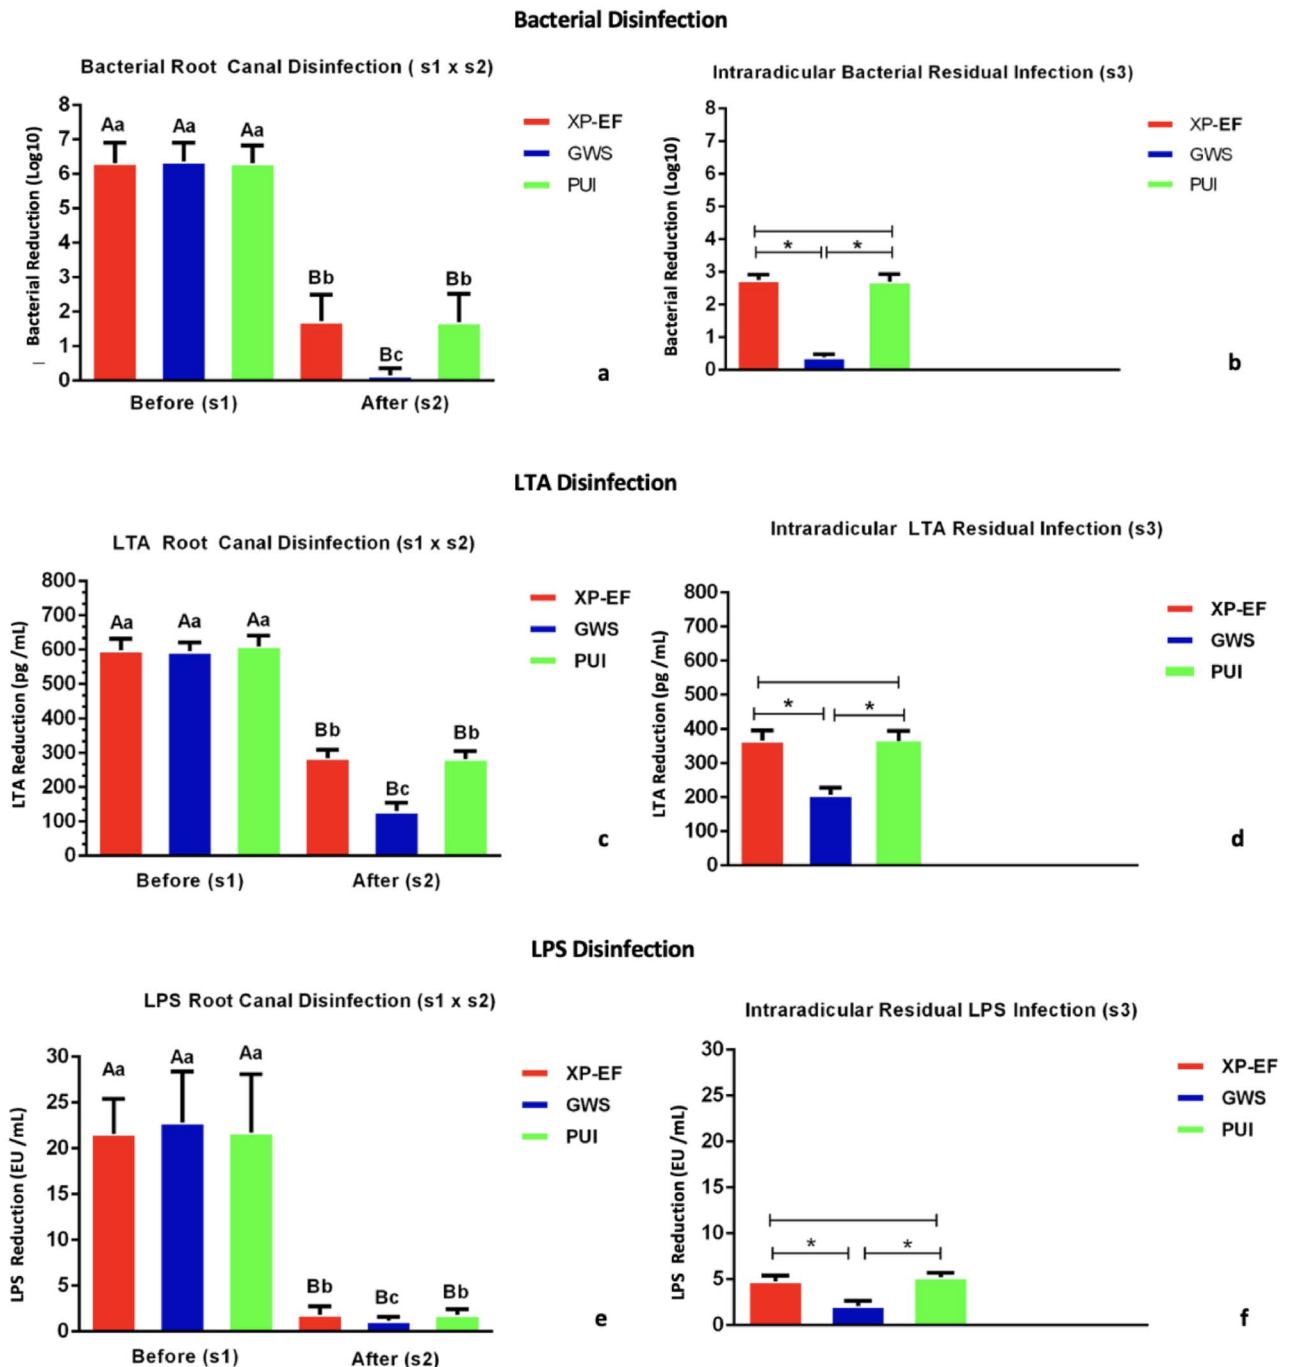 Bacterial Disinfection
Bacterial Root Canal Disinfection ( s1 x s2)
Bacterial Reduction (Log10)
8
7
6
5
4
3
2
1
0
Aa Aa Aa
Bb Bc Bb
Before (s1) After (s2)
XP-EF
GWS
PUI
a
Intraradicular Bacterial Residual Infection (s3)
Bacterial Reduction (Log10)
8
7
6
5
4
3
2
1
0
* *
XP-EF
GWS
PUI
b
LTA Disinfection
LTA Root Canal Disinfection (s1 x s2)
LTA Reduction (pg /mL)
800
700
600
500
400
300
200
100
0
Aa Aa Aa
Bb Bc Bb
Before (s1) After (s2)
XP-EF
GWS
PUI
c
Intraradicular LTA Residual Infection (s3)
LTA Reduction (pg /mL)
800
700
600
500
400
300
200
100
0
* *
XP-EF
GWS
PUI
d
LPS Disinfection
LPS Root Canal Disinfection (s1 x s2)
LPS Reduction (EU /mL)
30
25
20
15
10
5
0
Aa Aa Aa
Bb Bc Bb
Before (s1) After (s2)
XP-EF
GWS
PUI
e
Intraradicular Residual LPS Infection (s3)
LPS Reduction (EU /mL)
30
25
20
15
10
5
0
* *
XP-EF
GWS
PUI
f